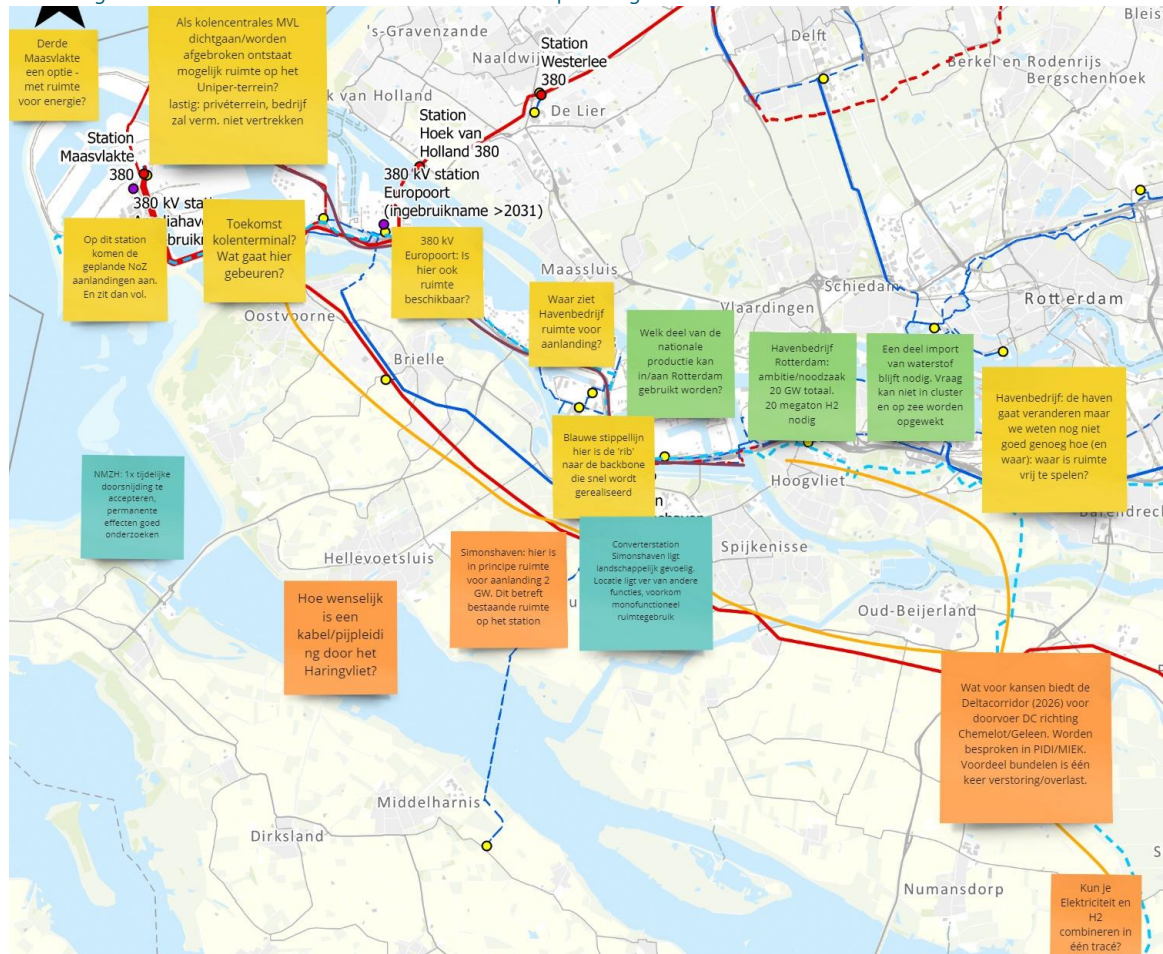 Derde
Maasvlakte
een optie -
met ruimte
voor energie?
Als kolencentrales MVL
dichtgaan/worden
afgebroken ontstaat
mogelijk ruimte op het
Uniper-terrein?
lastig: privéterrein, bedrijf
zal verm. niet vertrekken
's-Gravenzande
Naaldwij
k van Holland
Station
Westerlee
380
De Lier
Delft
Berkel en Rodenrijs
Bergschenhoek
Bleis
Station
Maasvlakte
380
Station
Hoek van
Holland 380
380 kV station
Europoort
(ingebruikname >2031)
380 kV stati
Op dit station
komen de
geplande NoZ
aanlandingen aan.
En zit dan vol.
Toekomst
kolenterminal?
Wat gaat hier
gebeuren?
380 kV
Europoort: Is
hier ook
ruimte
beschikbaar?
Maassluis
Waar ziet
Havenbedrijf
ruimte voor
aanlanding?
Vlaardingen
Schiedam
Rotterdam
Welk deel van de
nationale
productie kan
in/aan Rotterdam
gebruikt worden?
Havenbedrijf
Rotterdam:
ambitie/noodzaak
20 GW totaal.
20 megaton H2
nodig
Een deel import
van waterstof
blijft nodig. Vraag
kan niet in cluster
en op zee worden
opgewekt
Havenbedrijf: de haven
gaat veranderen maar
we weten nog niet
goed genoeg hoe (en
waar): waar is ruimte
vrij te spelen?
Oostvoorne
Brielle
Blauwe stippellijn
hier is de 'rib'
naar de backbone
die snel wordt
gerealiseerd
Hoogvliet
Barendrec
NMZH: 1x tijdelijke
doorsnijding te
accepteren,
permanente
effecten goed
onderzoeken
Hellevoetsluis
Simonshaven: hier is
in principe ruimte
voor aanlanding 2
GW. Dit betreft
bestaande ruimte
op het station
Converterstation
Simonshaven ligt
landschappelijk gevoelig.
Locatie ligt ver van andere
functies, voorkom
monofunctioneel
ruimtegebruik
Spijkenisse
Oud-Beijerland
Hoe wenselijk
is een
kabel/pijpleidi
ng door het
Haringvliet?
Wat voor kansen biedt de
Deltacorridor (2026) voor
doorvoer DC richting
Chemelot/Geleen. Worden
besproken in PIDI/MIEK.
Voordeel bundelen is één
keer verstoring/overlast.
Middelharnis
Dirksland
Numansdorp
Kun je
Elektriciteit en
H2
combineren in
één tracé?